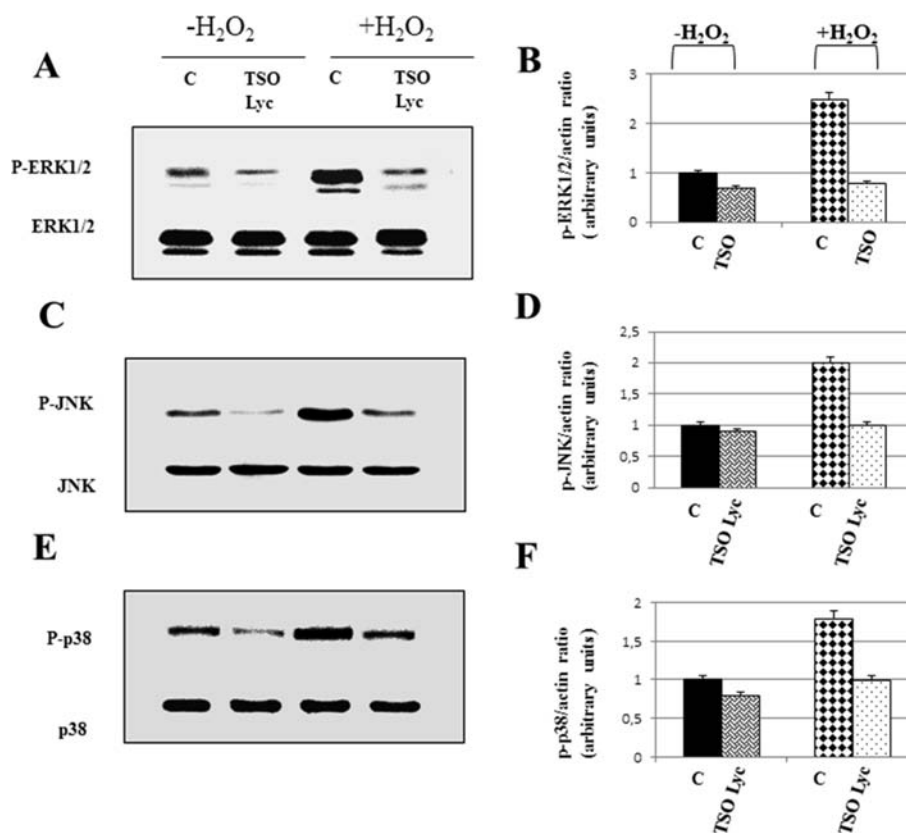 -H₂O₂ +H₂O₂
A
C TSO Lyc C TSO Lyc
P-ERK1/2
ERK1/2
B
-H₂O₂ +H₂O₂
p-ERK1/2/actin ratio
( arbitrary units)
3
2
1
0
C TSO C TSO
C
P-JNK
JNK
D
p-JNK/actin ratio
(arbitrary units)
2,5
2
1,5
1
0,5
0
C TSO Lyc C TSO Lyc
E
P-p38
p38
F
p-p38/actin ratio
(arbitrary units)
2
1,5
1
0,5
0
C TSO Lyc C TSO Lyc